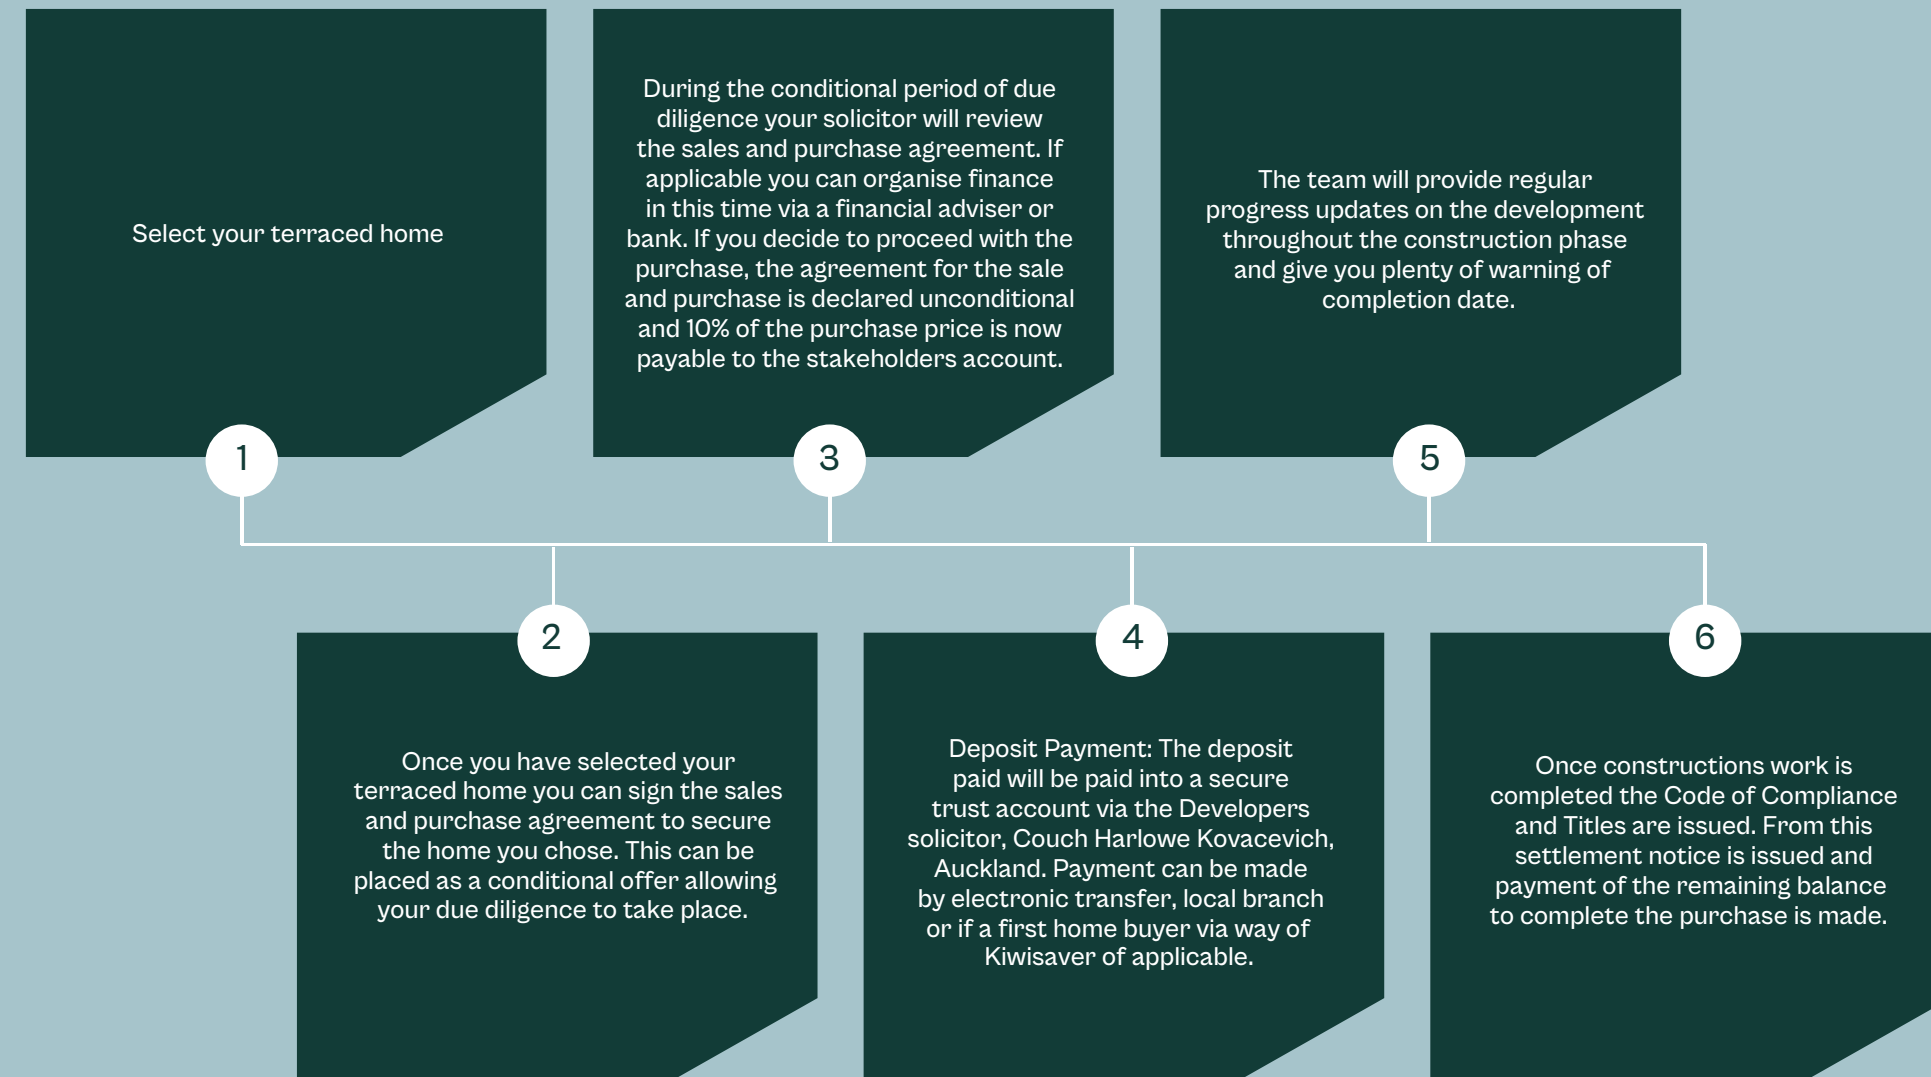 Select your terraced home
1
Once you have selected your
terraced home you can sign the sales
and purchase agreement to secure
the home you chose. This can be
placed as a conditional offer allowing
your due diligence to take place.
2
During the conditional period of due
diligence your solicitor will review
the sales and purchase agreement. If
applicable you can organise finance
in this time via a financial adviser or
bank. If you decide to proceed with the
purchase, the agreement for the sale
and purchase is declared unconditional
and 10% of the purchase price is now
payable to the stakeholders account.
3
Deposit Payment: The deposit
paid will be paid into a secure
trust account via the Developers
solicitor, Couch Harlowe Kovacevich,
Auckland. Payment can be made
by electronic transfer, local branch
or if a first home buyer via way of
Kiwisaver of applicable.
4
The team will provide regular
progress updates on the development
throughout the construction phase
and give you plenty of warning of
completion date.
5
Once constructions work is
completed the Code of Compliance
and Titles are issued. From this
settlement notice is issued and
payment of the remaining balance
to complete the purchase is made.
6